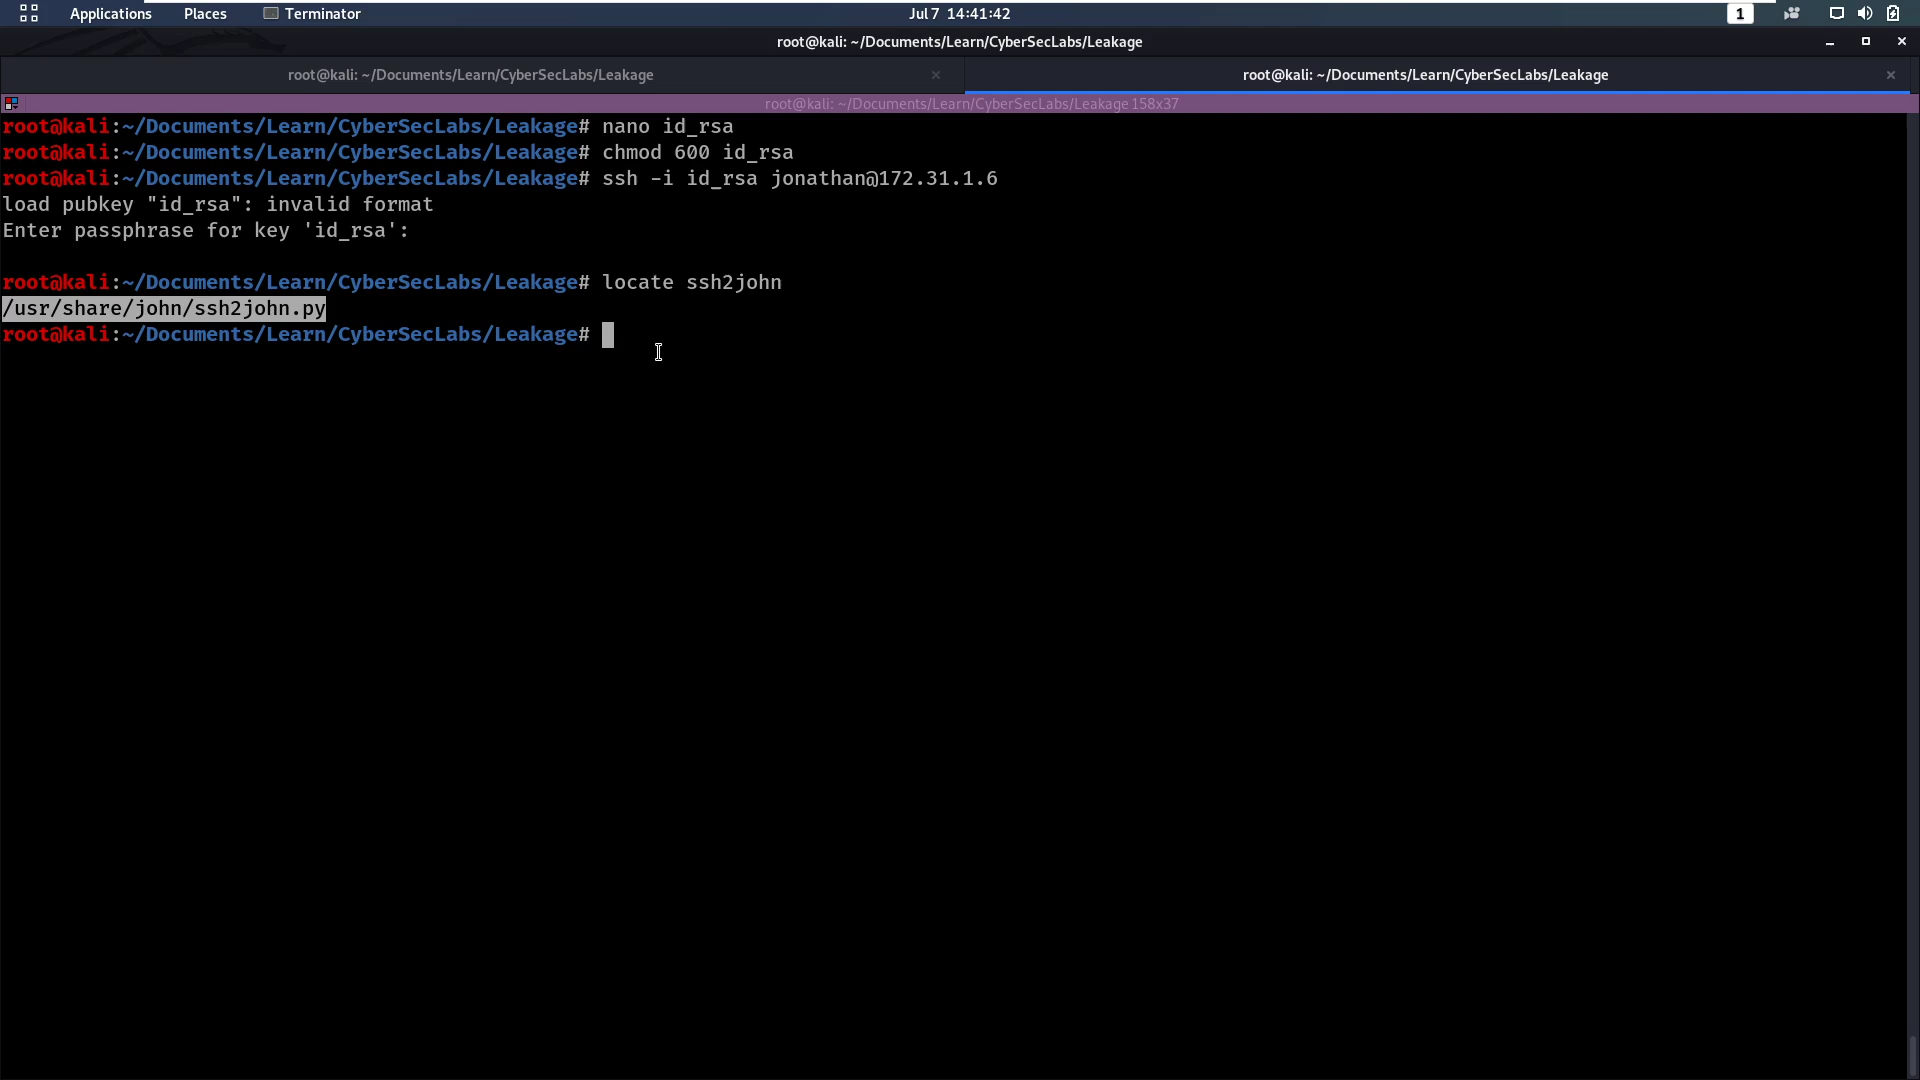 Applications Places Terminator Jul 7 14:41:42 1
root@kali: ~/Documents/Learn/CyberSecLabs/Leakage
root@kali: ~/Documents/Learn/CyberSecLabs/Leakage × root@kali: ~/Documents/Learn/CyberSecLabs/Leakage ×
root@kali: ~/Documents/Learn/CyberSecLabs/Leakage 158x37
root@kali:~/Documents/Learn/CyberSecLabs/Leakage# nano id_rsa
root@kali:~/Documents/Learn/CyberSecLabs/Leakage# chmod 600 id_rsa
root@kali:~/Documents/Learn/CyberSecLabs/Leakage# ssh -i id_rsa jonathan@172.31.1.6
load pubkey "id_rsa": invalid format
Enter passphrase for key 'id_rsa':
root@kali:~/Documents/Learn/CyberSecLabs/Leakage# locate ssh2john
/usr/share/john/ssh2john.py
root@kali:~/Documents/Learn/CyberSecLabs/Leakage#